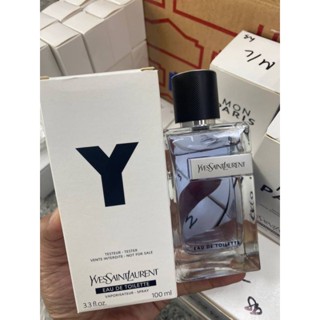 Y
TESTEUR - TESTER
VENTE INTERDITE - NOT FOR SALE
YVESSAINTLAURENT
EAU DE TOILETTE
VAPORISATEUR - SPRAY
3.3 fl.oz.
100 ml
YVESSAINTLAURENT
EAU DE TOILETTE
MON
PARIS
M/L